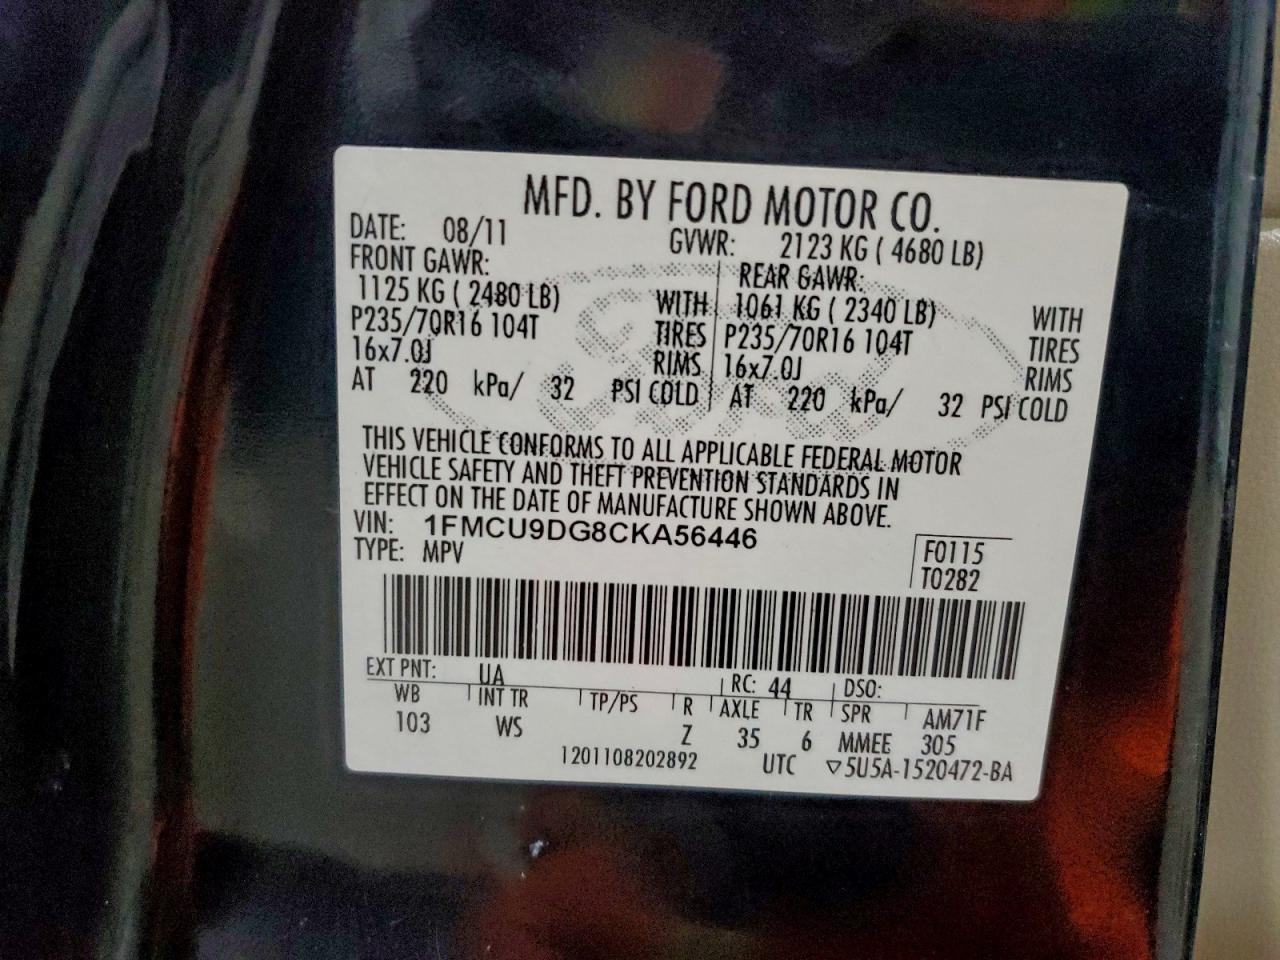 MFD. BY FORD MOTOR CO.
DATE: 08/11 GVWR: 2123 KG ( 4680 LB)
FRONT GAWR: REAR GAWR:
1125 KG ( 2480 LB) WITH 1061 KG ( 2340 LB) WITH
P235/70R16 104T TIRES P235/70R16 104T TIRES
16x7.0J RIMS 16x7.0J RIMS
AT 220 kPa/ 32 PSI COLD AT 220 kPa/ 32 PSI COLD
THIS VEHICLE CONFORMS TO ALL APPLICABLE FEDERAL MOTOR
VEHICLE SAFETY AND THEFT PREVENTION STANDARDS IN
EFFECT ON THE DATE OF MANUFACTURE SHOWN ABOVE.
VIN: 1FMCU9DG8CKA56446 F0115
TYPE: MPV T0282
EXT PNT: UA RC: 44 DSO:
WB INT TR TP/PS R AXLE TR SPR AM71F
103 WS Z 35 6 MMEE 305
1201108202892 UTC ▽5U5A-1520472-BA